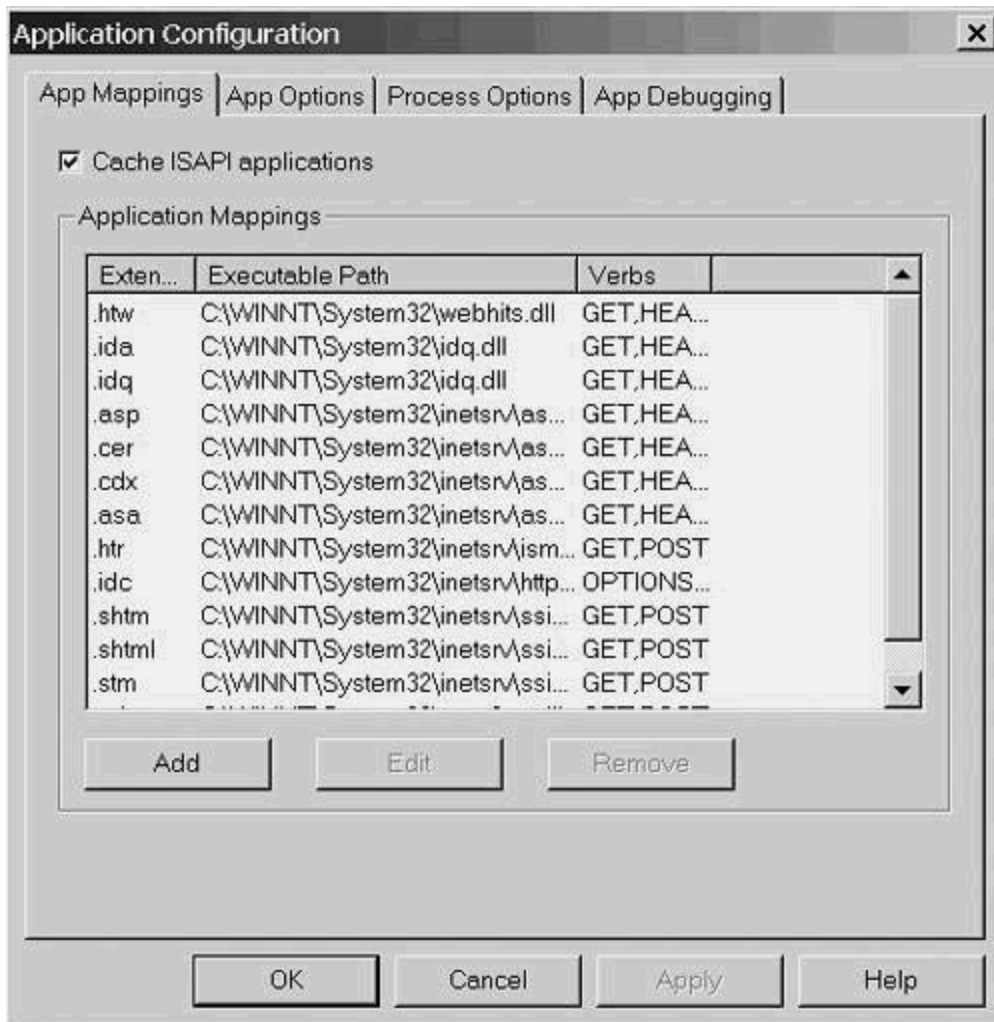 Application Configuration
App Mappings App Options Process Options App Debugging
Cache ISAPI applications
Application Mappings
Exten... Executable Path Verbs
.htw C:\WINNT\System32\webhits.dll GET,HEA...
.ida C:\WINNT\System32\idq.dll GET,HEA...
.idq C:\WINNT\System32\idq.dll GET,HEA...
.asp C:\WINNT\System32\inetsrv\as... GET,HEA...
.cer C:\WINNT\System32\inetsrv\as... GET,HEA...
.cdx C:\WINNT\System32\inetsrv\as... GET,HEA...
.asa C:\WINNT\System32\inetsrv\as... GET,HEA...
.htr C:\WINNT\System32\inetsrv\ism... GET,POST
.idc C:\WINNT\System32\inetsrv\http... OPTIONS...
.shtm C:\WINNT\System32\inetsrv\ssi... GET,POST
.shtml C:\WINNT\System32\inetsrv\ssi... GET,POST
.stm C:\WINNT\System32\inetsrv\ssi... GET,POST
Add Edit Remove
OK Cancel Apply Help